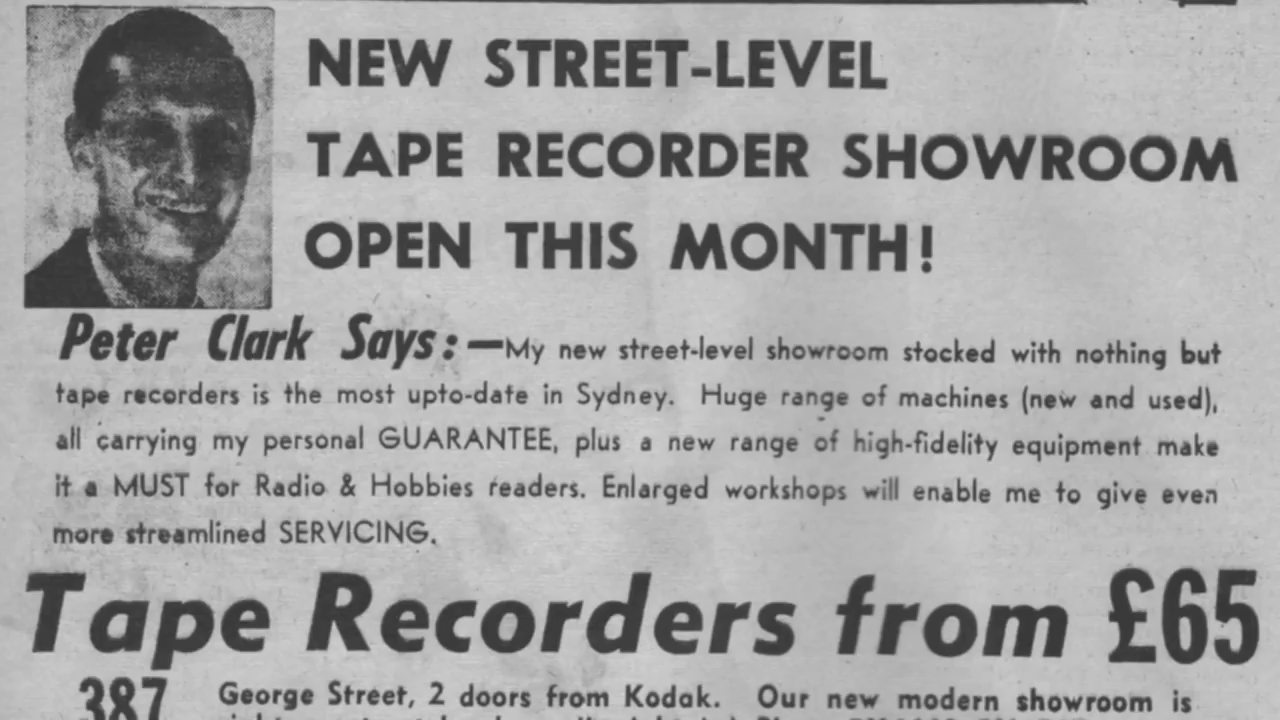 NEW STREET-LEVEL
TAPE RECORDER SHOWROOM
OPEN THIS MONTH!
Peter Clark Says:—My new street-level showroom stocked with nothing but
tape recorders is the most upto-date in Sydney. Huge range of machines (new and used),
all carrying my personal GUARANTEE, plus a new range of high-fidelity equipment make
it a MUST for Radio & Hobbies readers. Enlarged workshops will enable me to give even
more streamlined SERVICING.
Tape Recorders from £65
387 George Street, 2 doors from Kodak. Our new modern showroom is